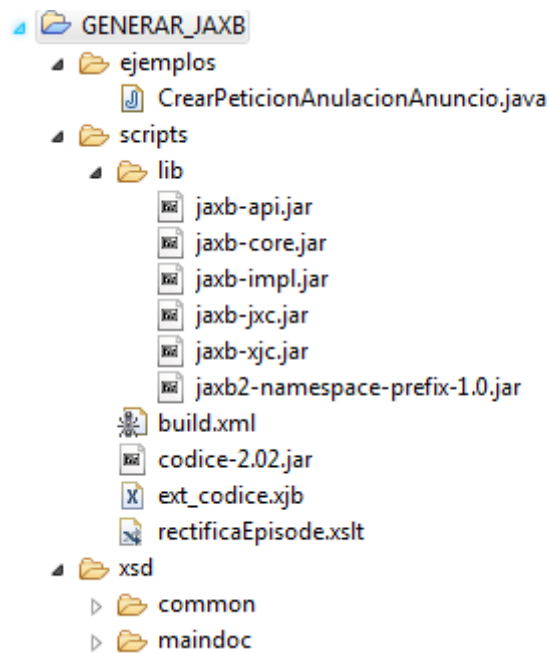 GENERAR_JAXB
ejemplos
CrearPeticionAnulacionAnuncio.java
scripts
lib
jaxb-api.jar
jaxb-core.jar
jaxb-impl.jar
jaxb-jxc.jar
jaxb-xjc.jar
jaxb2-namespace-prefix-1.0.jar
build.xml
codice-2.02.jar
ext_codice.xjb
rectificaEpisode.xslt
xsd
common
maindoc